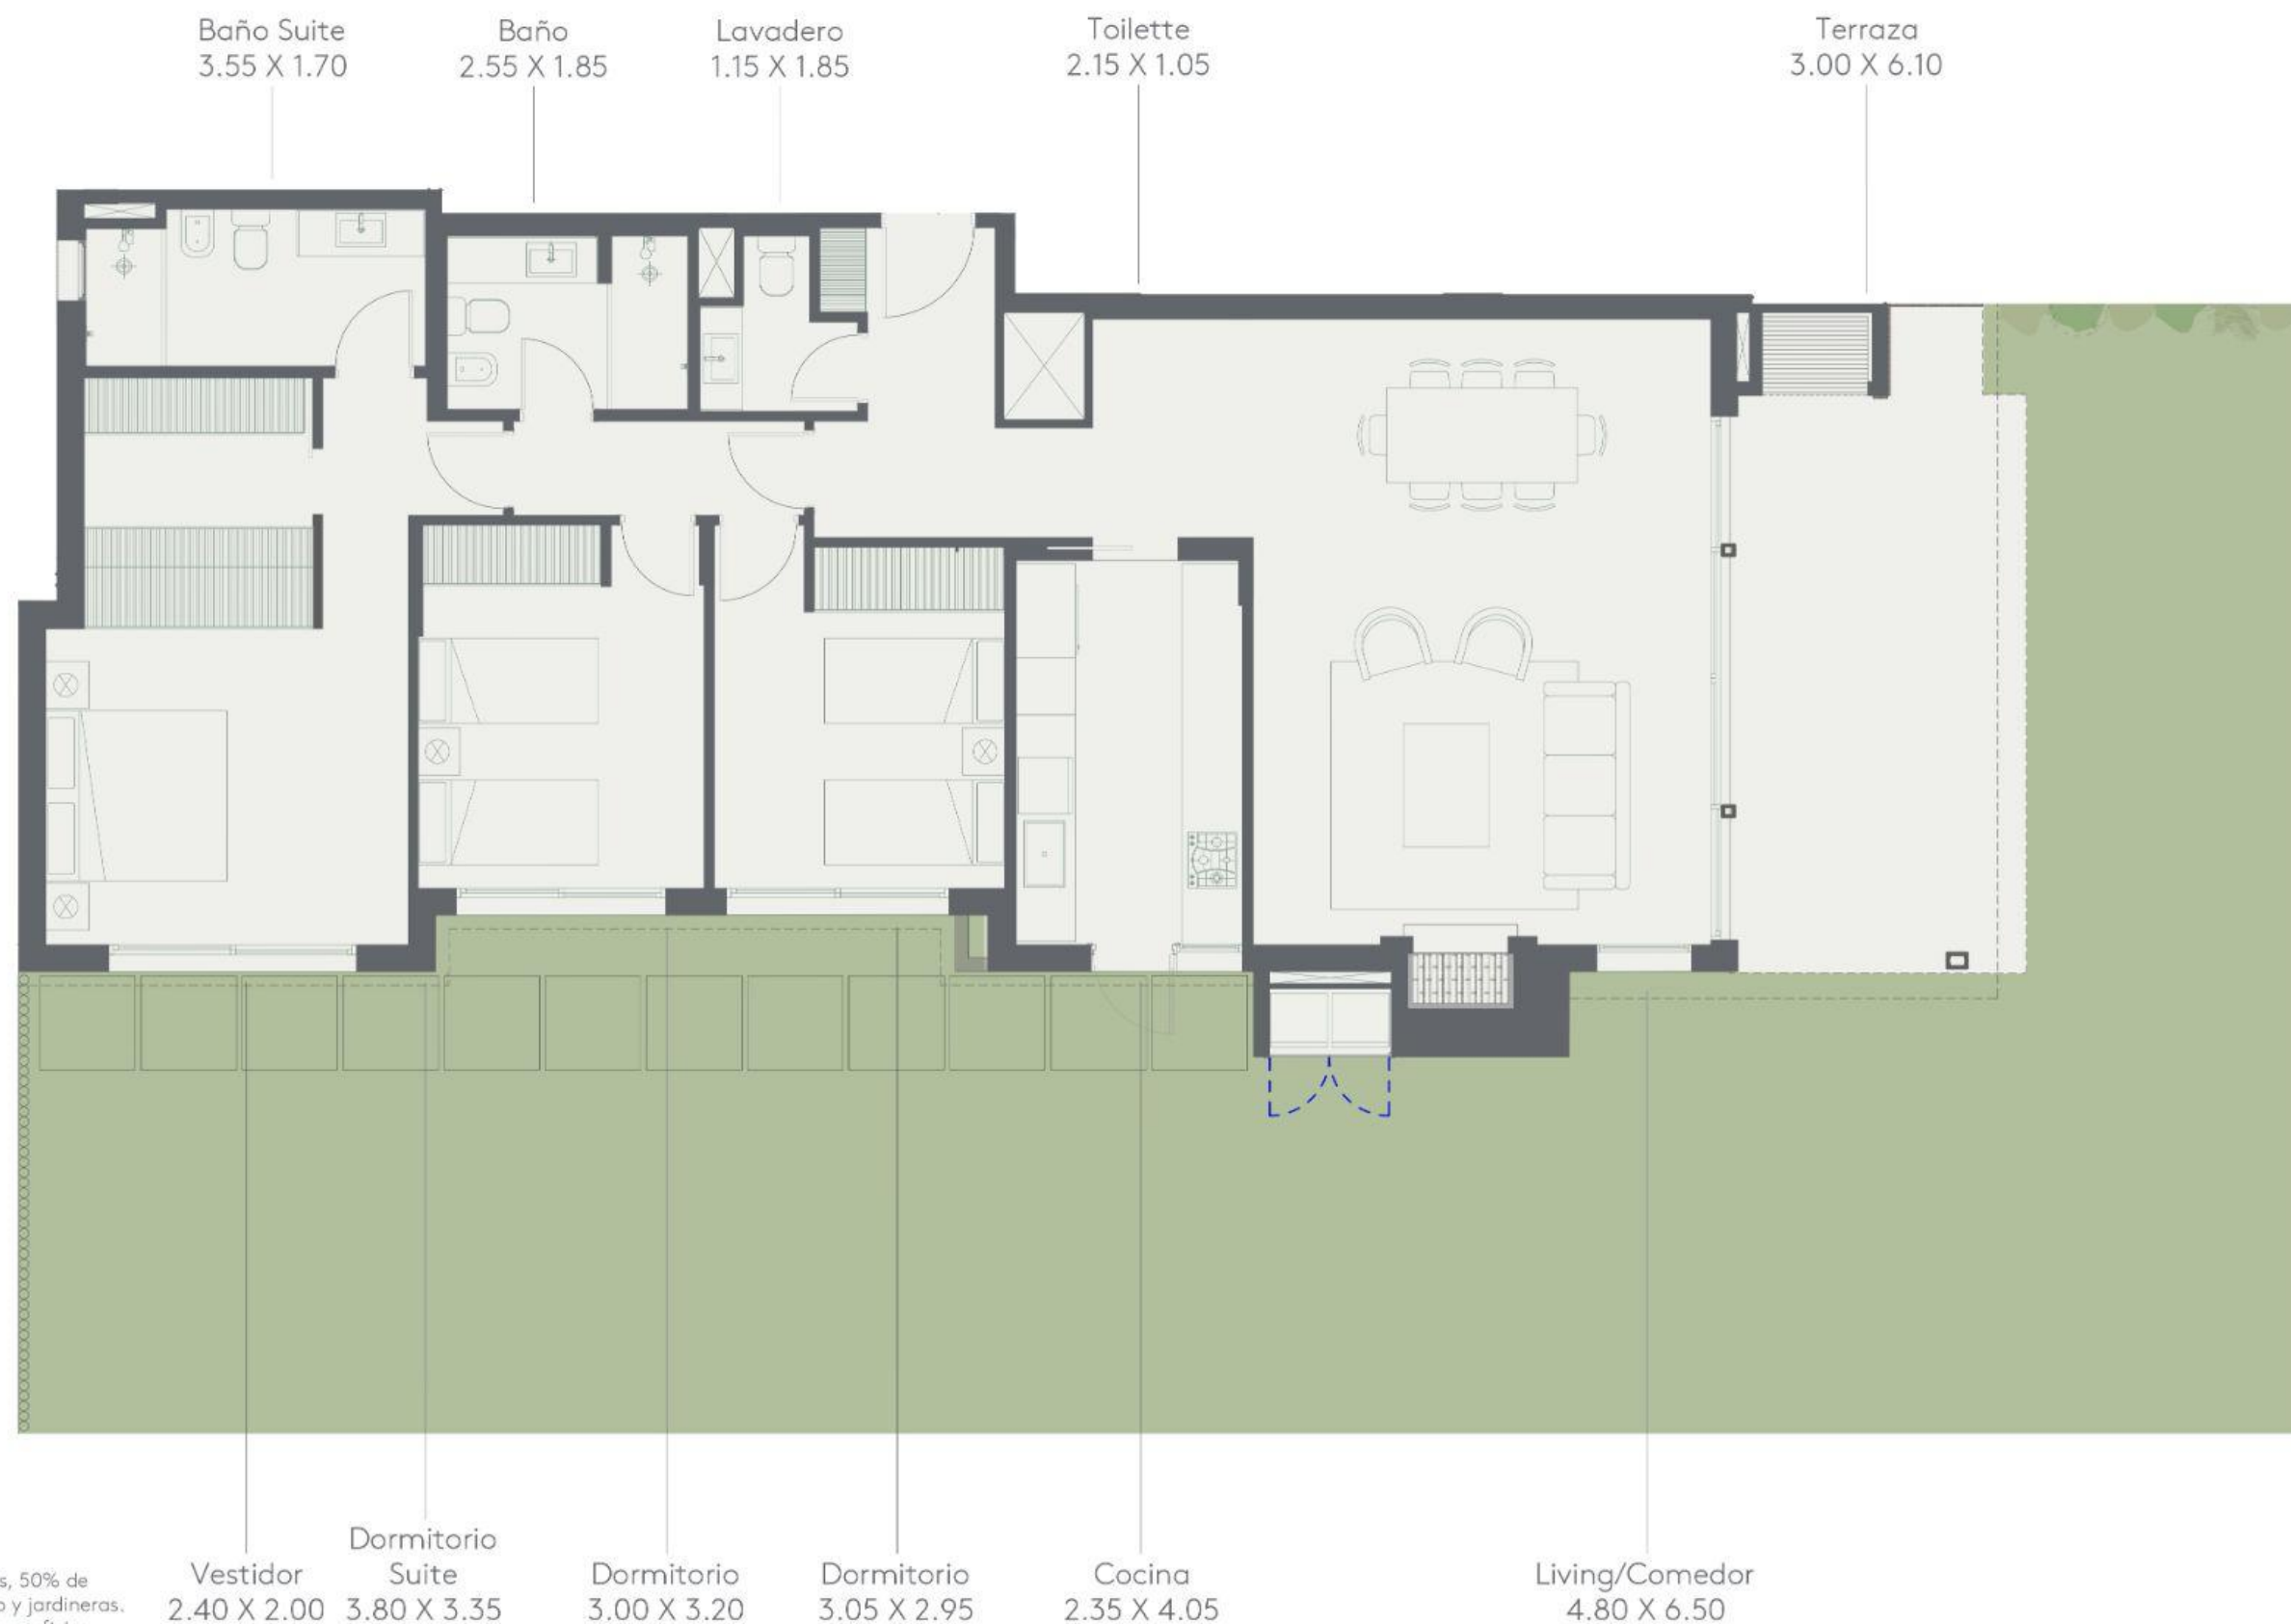 Baño Suite
3.55 X 1.70
Baño
2.55 X 1.85
Lavadero
1.15 X 1.85
Toilette
2.15 X 1.05
Terraza
3.00 X 6.10
s, 50% de
o y jardineras.
Vestidor
2.40 X 2.00
Dormitorio
Suite
3.80 X 3.35
Dormitorio
3.00 X 3.20
Dormitorio
3.05 X 2.95
Cocina
2.35 X 4.05
Living/Comedor
4.80 X 6.50